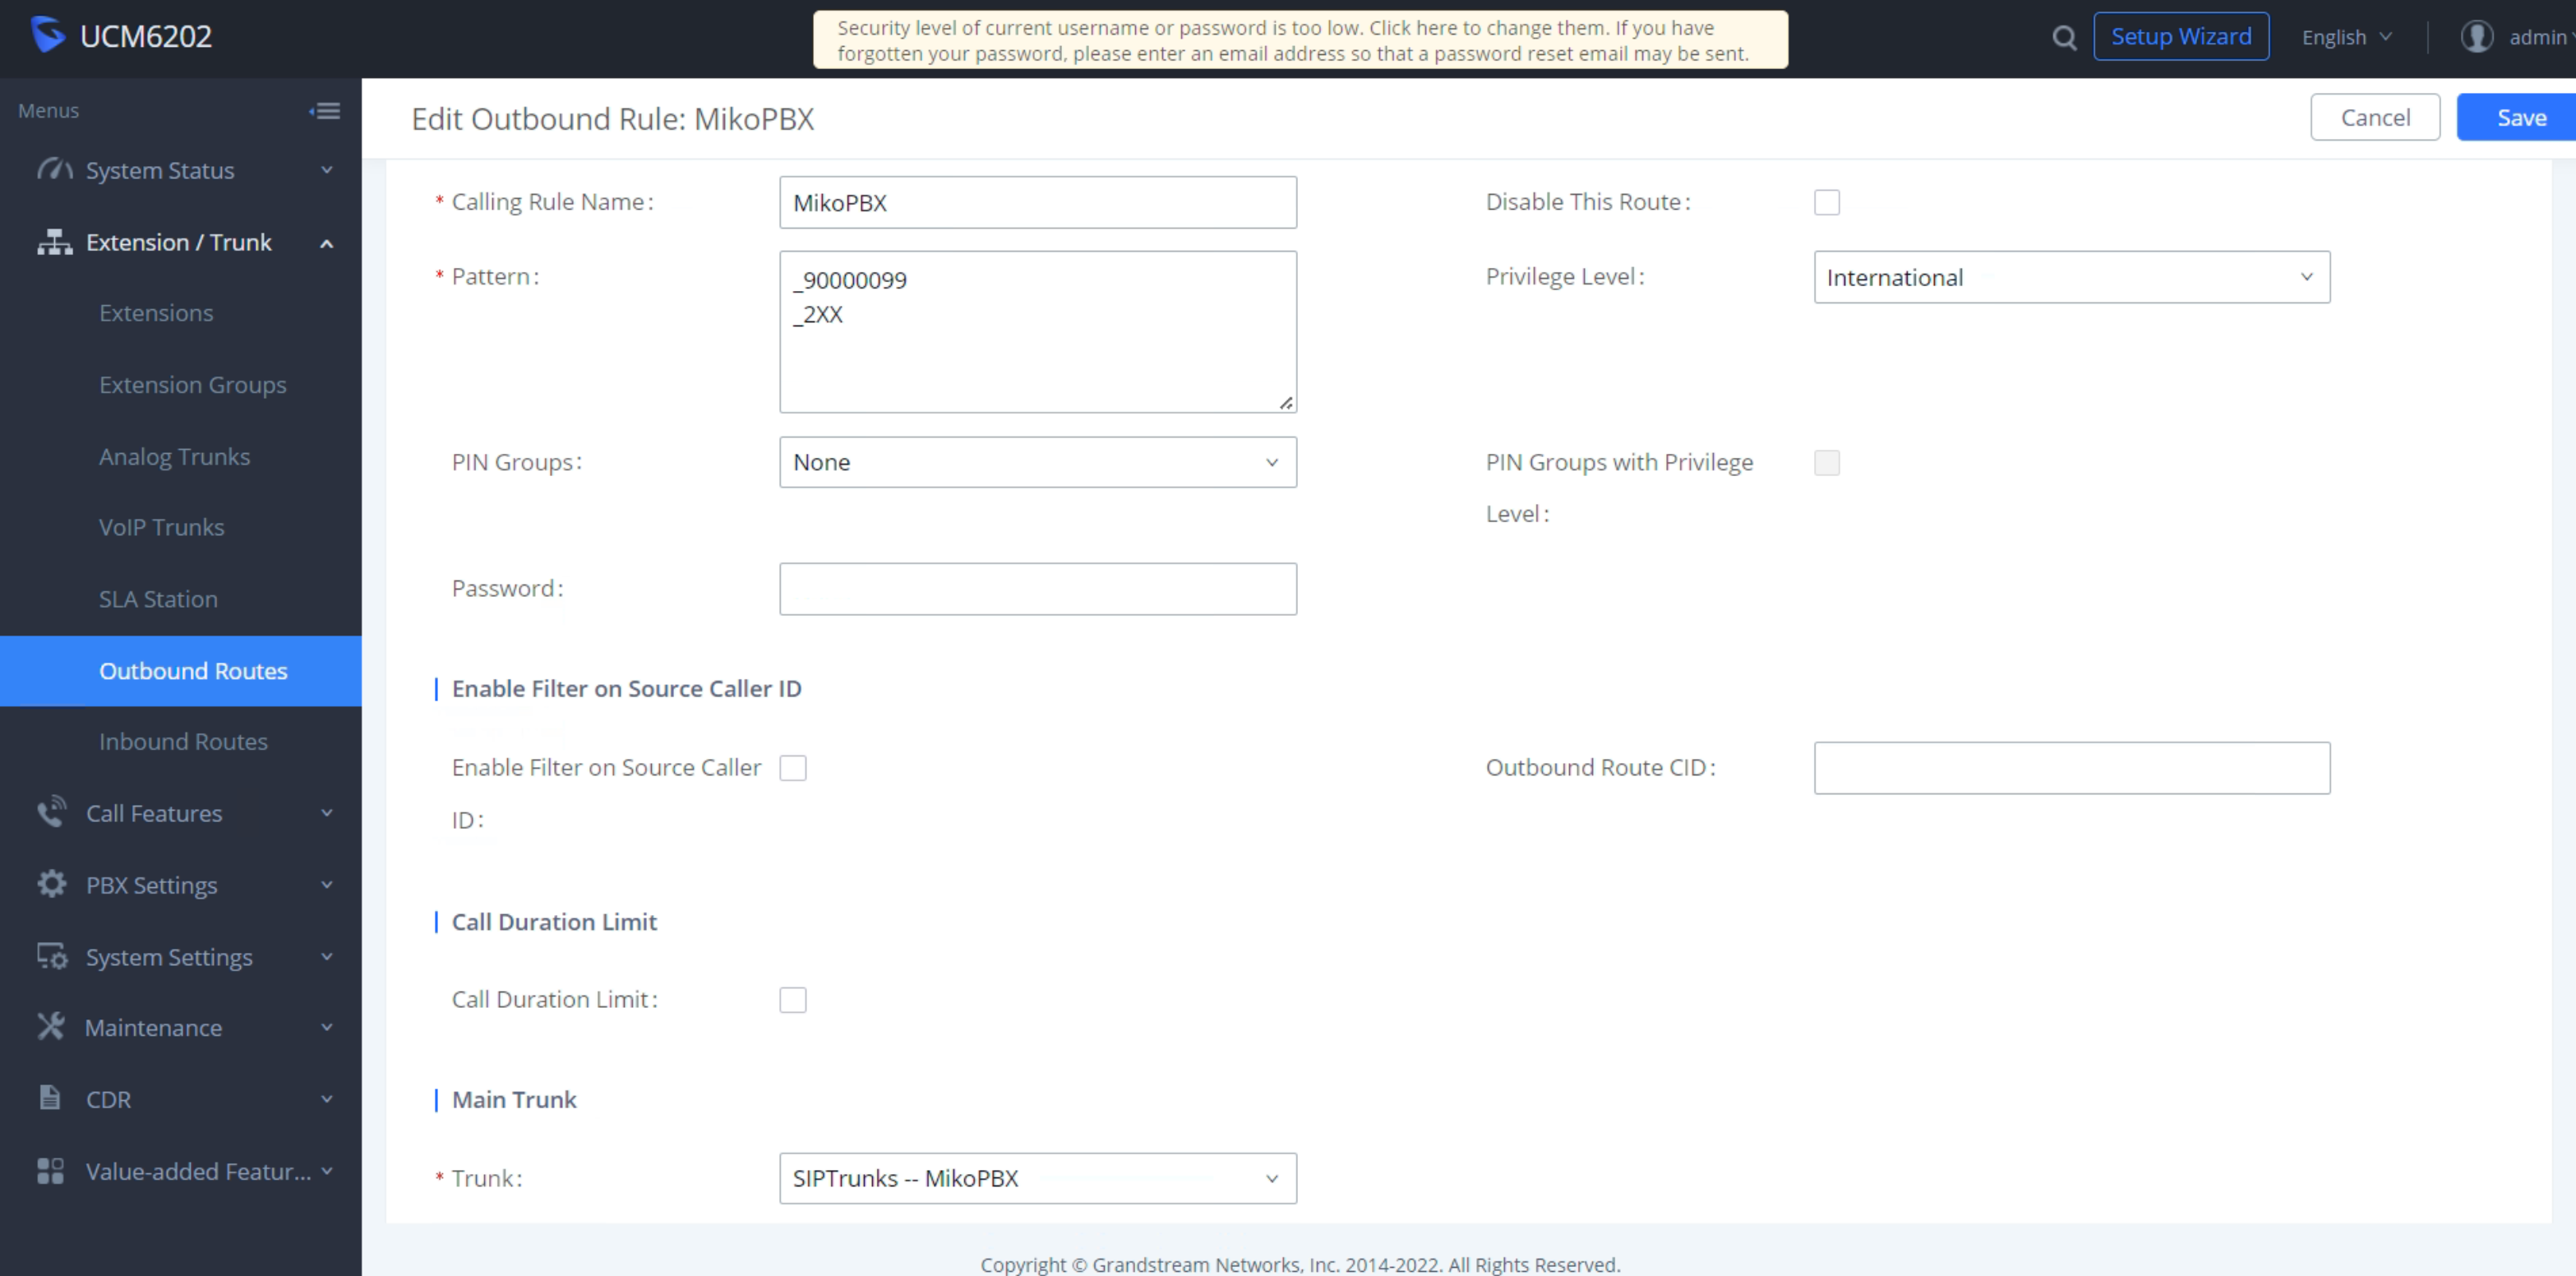 UCM6202
Security level of current username or password is too low. Click here to change them. If you have
forgotten your password, please enter an email address so that a password reset email may be sent.
Setup Wizard
English
admin
Menus
System Status
Extension / Trunk
Extensions
Extension Groups
Analog Trunks
VoIP Trunks
SLA Station
Outbound Routes
Inbound Routes
Call Features
PBX Settings
System Settings
Maintenance
CDR
Value-added Featur...
Edit Outbound Rule: MikoPBX
Cancel
Save
* Calling Rule Name:
MikoPBX
Disable This Route:
* Pattern:
_90000099
_2XX
Privilege Level:
International
PIN Groups:
None
PIN Groups with Privilege
Level:
Password:
Enable Filter on Source Caller ID
Enable Filter on Source Caller
ID:
Outbound Route CID:
Call Duration Limit
Call Duration Limit:
Main Trunk
* Trunk:
SIPTrunks -- MikoPBX
Copyright © Grandstream Networks, Inc. 2014-2022. All Rights Reserved.